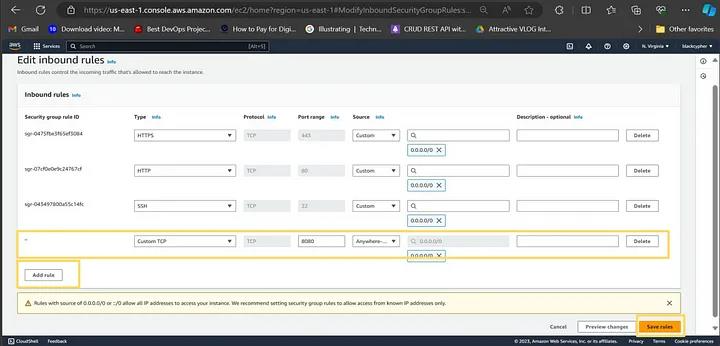 https://us-east-1.console.aws.amazon.com/ec2/home?region=us-east-1#ModifyInboundSecurityGroupRules:s...
Gmail Download video: M... Best DevOps Projec... How to Pay for Digi... Illustrating | Techn... CRUD REST API wit... Attractive VLOG Int... Other favorites
aws Services Search [Alt+S] N. Virginia blackcypher
Edit inbound rules Info
Inbound rules control the incoming traffic that's allowed to reach the instance.
Inbound rules Info
Security group rule ID Type Info Protocol Info Port range Info Source Info Description - optional Info
sgr-0475fbe3f65ef3084 HTTPS TCP 443 Custom Delete
0.0.0.0/0
sgr-07cf0e0e9c24767cf HTTP TCP 80 Custom Delete
0.0.0.0/0
sgr-043497800a55c14fc SSH TCP 22 Custom Delete
0.0.0.0/0
- Custom TCP TCP 8080 Anywhere-... 0.0.0.0/0 Delete
0.0.0.0/0
Add rule
Rules with source of 0.0.0.0/0 or ::/0 allow all IP addresses to access your instance. We recommend setting security group rules to allow access from known IP addresses only.
Cancel Preview changes Save rules
CloudShell Feedback © 2023, Amazon Web Services, Inc. or its affiliates. Privacy Terms Cookie preferences